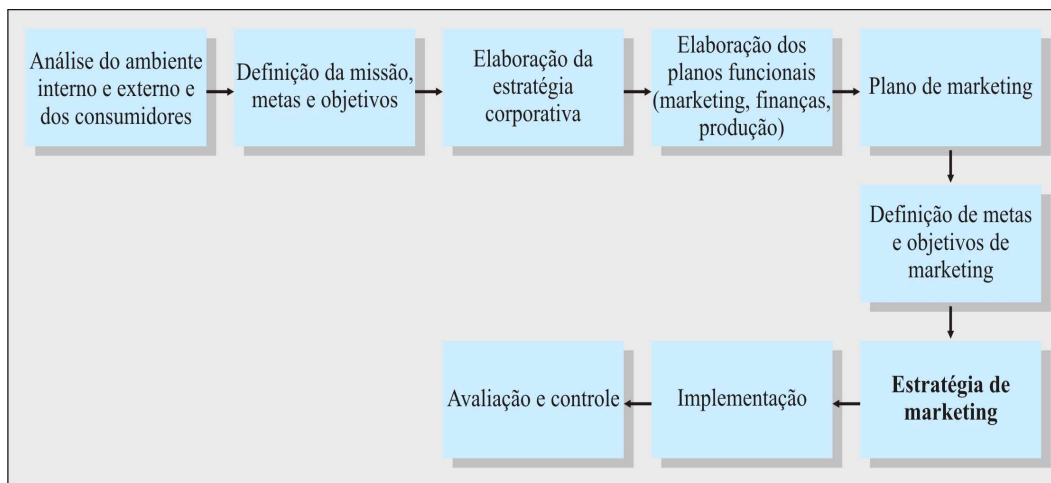 Análise do ambiente
interno e externo e
dos consumidores
Definição da missão,
metas e objetivos
Elaboração da
estratégia
corporativa
Elaboração dos
planos funcionais
(marketing, finanças,
produção)
Plano de marketing
Definição de metas
e objetivos de
marketing
Estratégia de
marketing
Implementação
Avaliação e controle